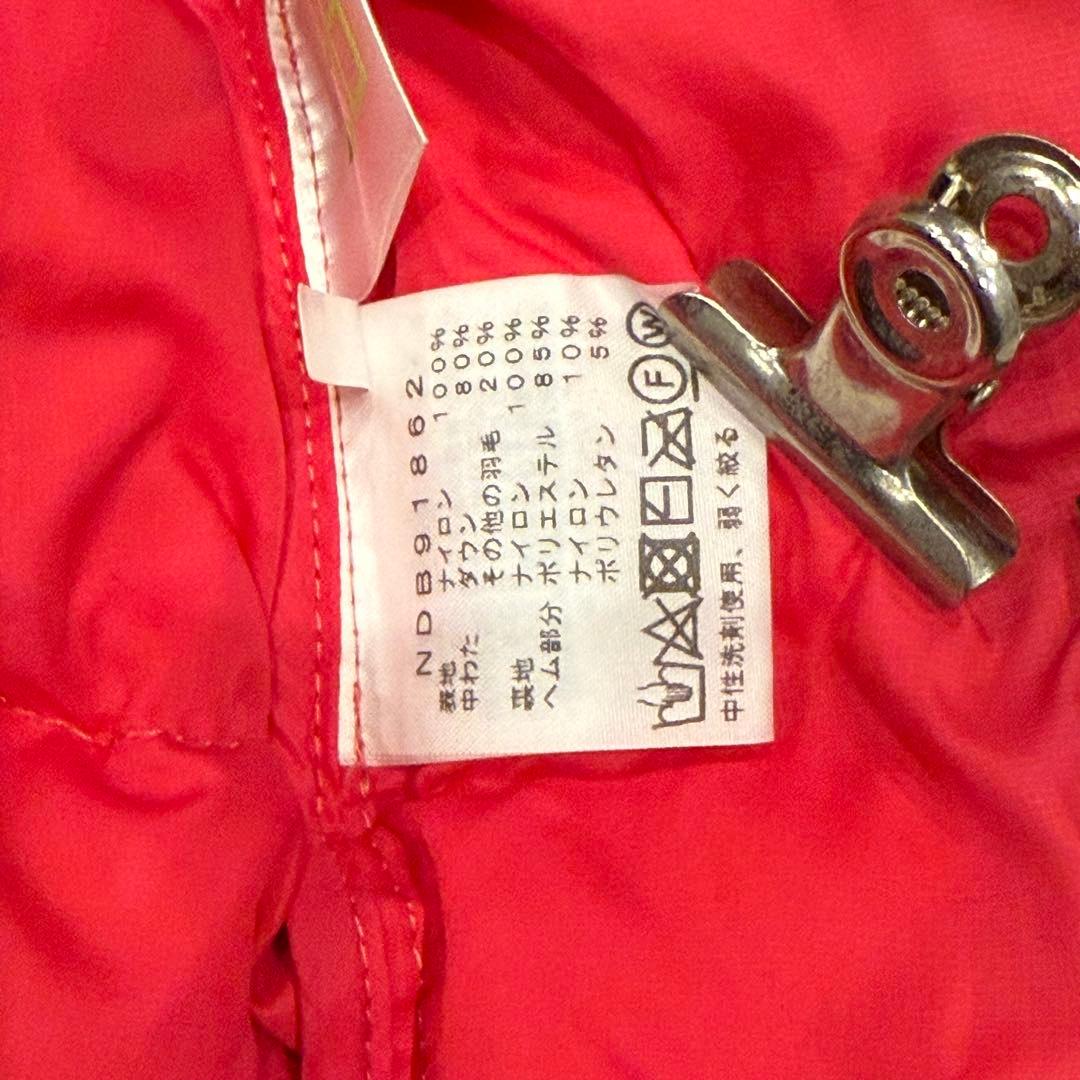 NDB91862
表地 ナイロン 100%
中わた ダウン 80%
その他の羽毛 20%
裏地 ナイロン 100%
ヘム部分 ポリエステル 85%
ナイロン 10%
ポリウレタン 5%
F W
中性洗剤使用、弱く絞る